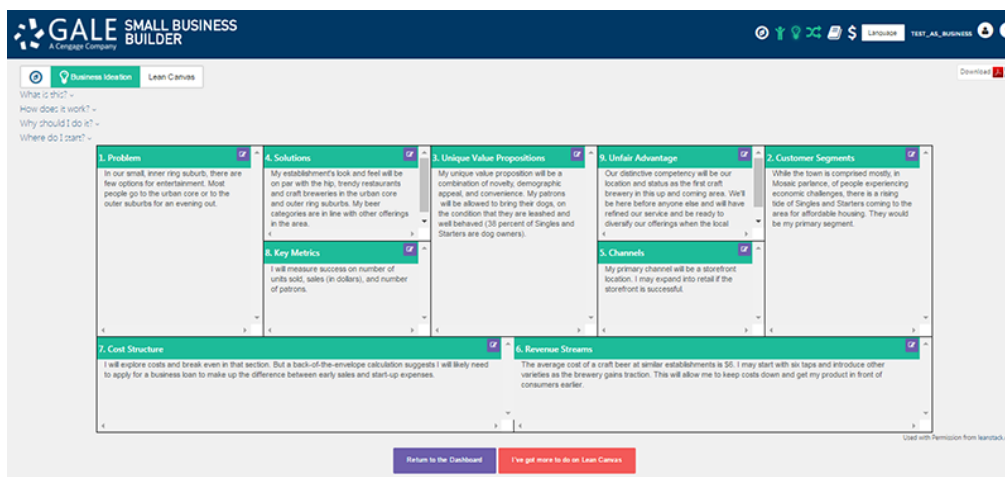 GALE SMALL BUSINESS
A Cengage Company BUILDER
$ Language TEST_AS_BUSINESS
Business Ideation Lean Canvas
Download
What is this?
How does it work?
Why should I do it?
Where do I start?
1. Problem
In our small, inner ring suburb, there are
few options for entertainment. Most
people go to the urban core or to the
outer suburbs for an evening out.
4. Solutions
My establishment's look and feel will be
on par with the hip, trendy restaurants
and craft breweries in the urban core
and outer ring suburbs. My beer
categories are in line with other offerings
in the area.
8. Key Metrics
I will measure success on number of
units sold, sales (in dollars), and number
of patrons.
3. Unique Value Propositions
My unique value proposition will be a
combination of novelty, demographic
appeal, and convenience. My patrons
will be allowed to bring their dogs, on
the condition that they are leashed and
well behaved (38 percent of Singles and
Starters are dog owners).
9. Unfair Advantage
Our distinctive competency will be our
location and status as the first craft
brewery in this up and coming area. We'll
be here before anyone else and will have
refined our service and be ready to
diversify our offerings when the local
5. Channels
My primary channel will be a storefront
location. I may expand into retail if the
storefront is successful.
2. Customer Segments
While the town is comprised mostly, in
Mosaic parlance, of people experiencing
economic challenges, there is a rising
tide of Singles and Starters coming to the
area for affordable housing. They would
be my primary segment.
7. Cost Structure
I will explore costs and break even in that section. But a back-of-the-envelope calculation suggests I will likely need
to apply for a business loan to make up the difference between early sales and start-up expenses.
6. Revenue Streams
The average cost of a craft beer at similar establishments is $6. I may start with six taps and introduce other
varieties as the brewery gains traction. This will allow me to keep costs down and get my product in front of
consumers earlier.
Used with Permission from leanstack.
Return to the Dashboard I've got more to do on Lean Canvas